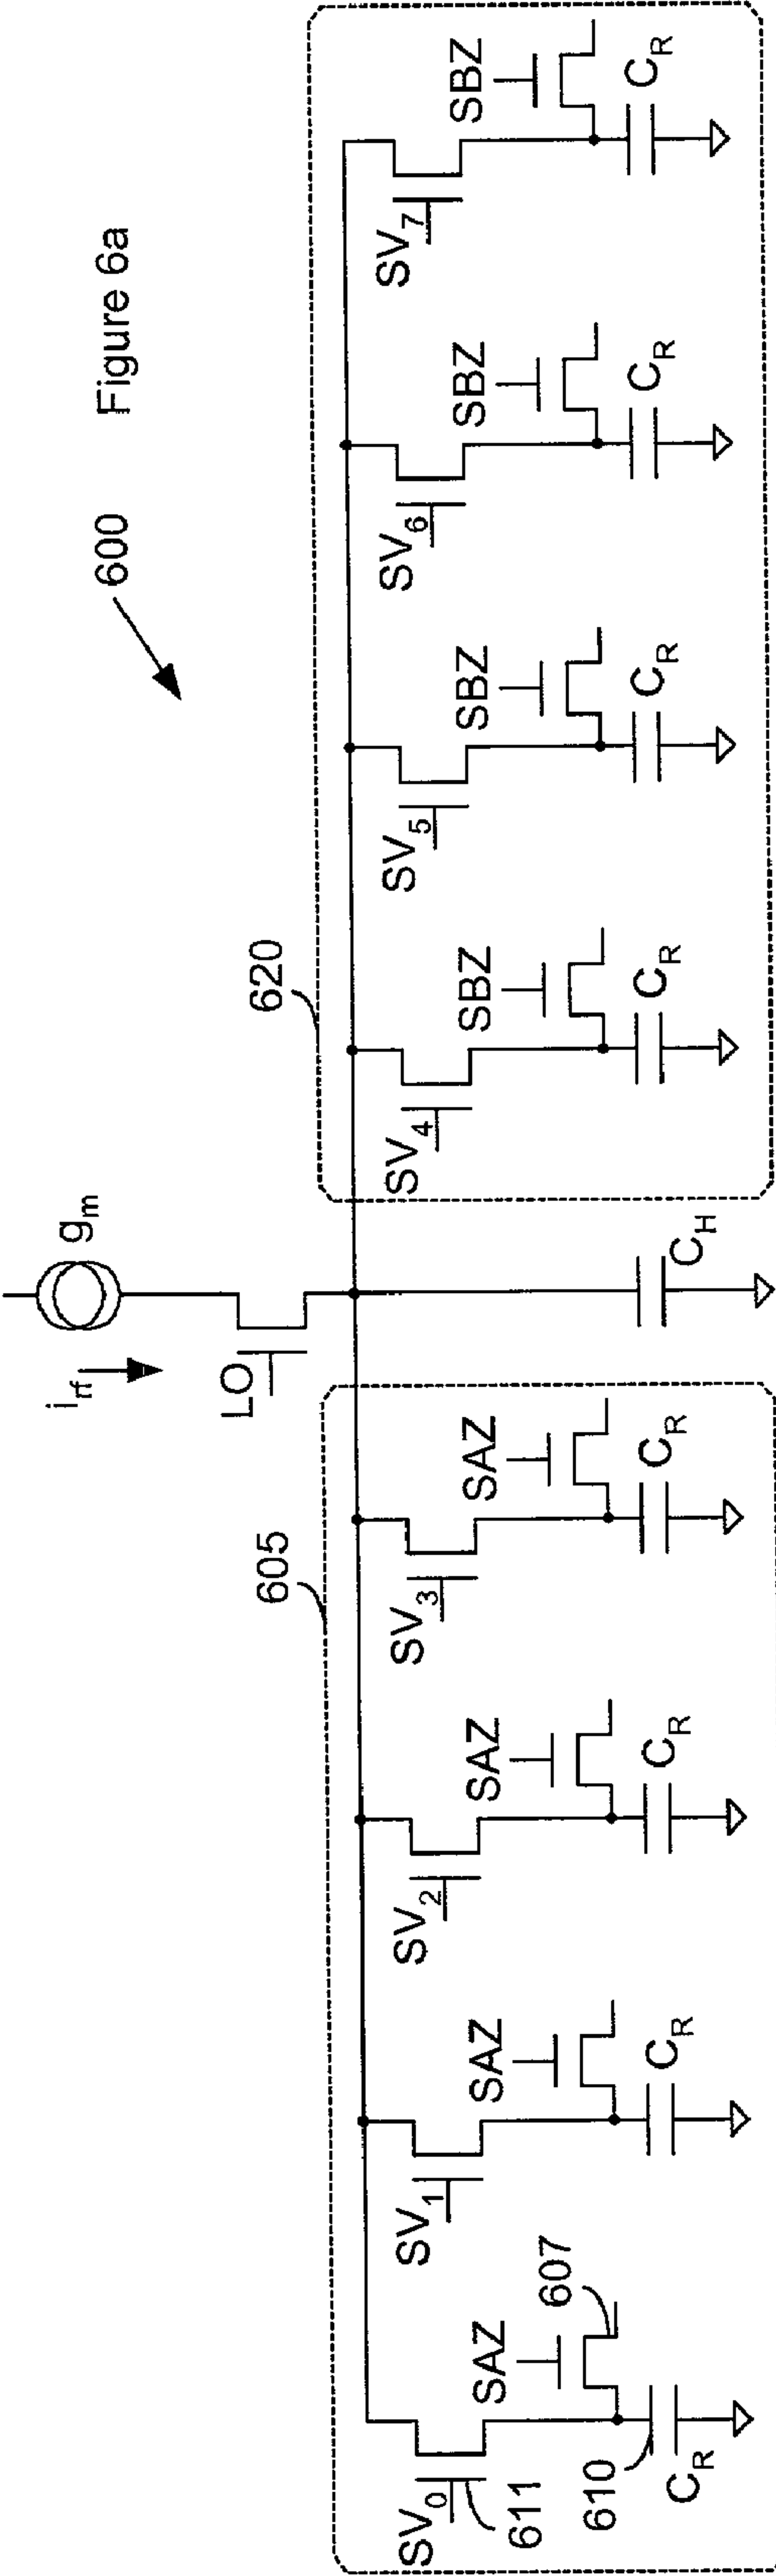 Figure 6a
600
i_rf
g_m
LO
605
620
SV_0
SV_1
SV_2
SV_3
SV_4
SV_5
SV_6
SV_7
SAZ
SAZ
SAZ
SAZ
SBZ
SBZ
SBZ
SBZ
611
607
610
C_R
C_R
C_R
C_R
C_H
C_R
C_R
C_R
C_R